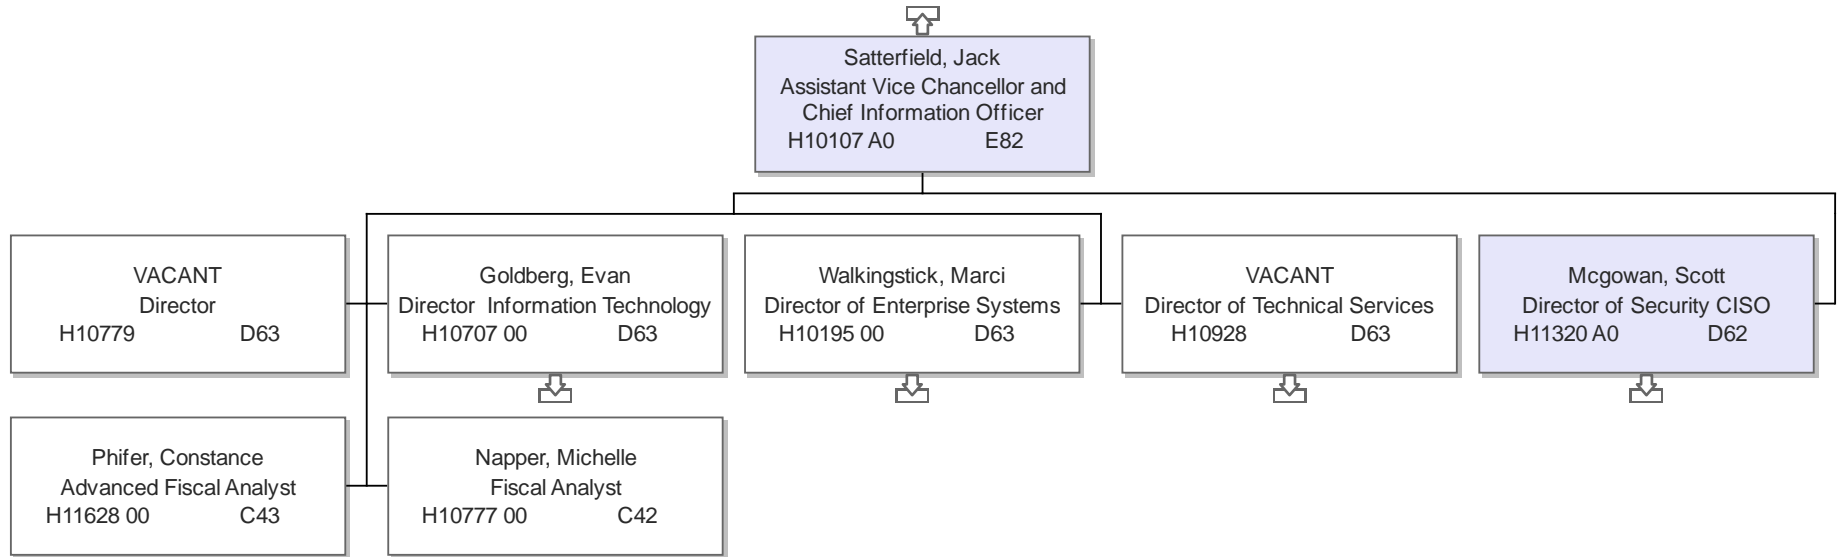 Satterfield, Jack
Assistant Vice Chancellor and
Chief Information Officer
H10107 A0 E82
VACANT
Director
H10779 D63
Goldberg, Evan
Director  Information Technology
H10707 00 D63
Walkingstick, Marci
Director of Enterprise Systems
H10195 00 D63
VACANT
Director of Technical Services
H10928 D63
Mcgowan, Scott
Director of Security CISO
H11320 A0 D62
Phifer, Constance
Advanced Fiscal Analyst
H11628 00 C43
Napper, Michelle
Fiscal Analyst
H10777 00 C42